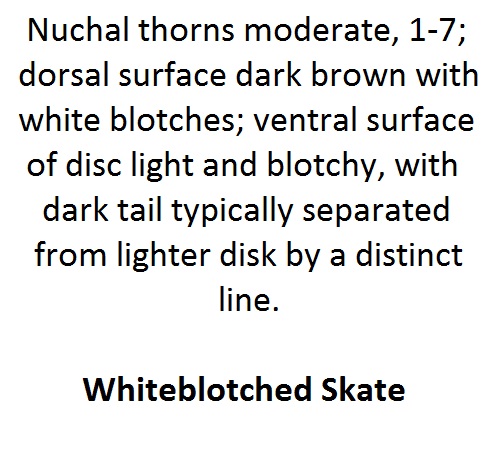 Nuchal thorns moderate, 1-7;
dorsal surface dark brown with
white blotches; ventral surface
of disc light and blotchy, with
dark tail typically separated
from lighter disk by a distinct
line.
Whiteblotched Skate